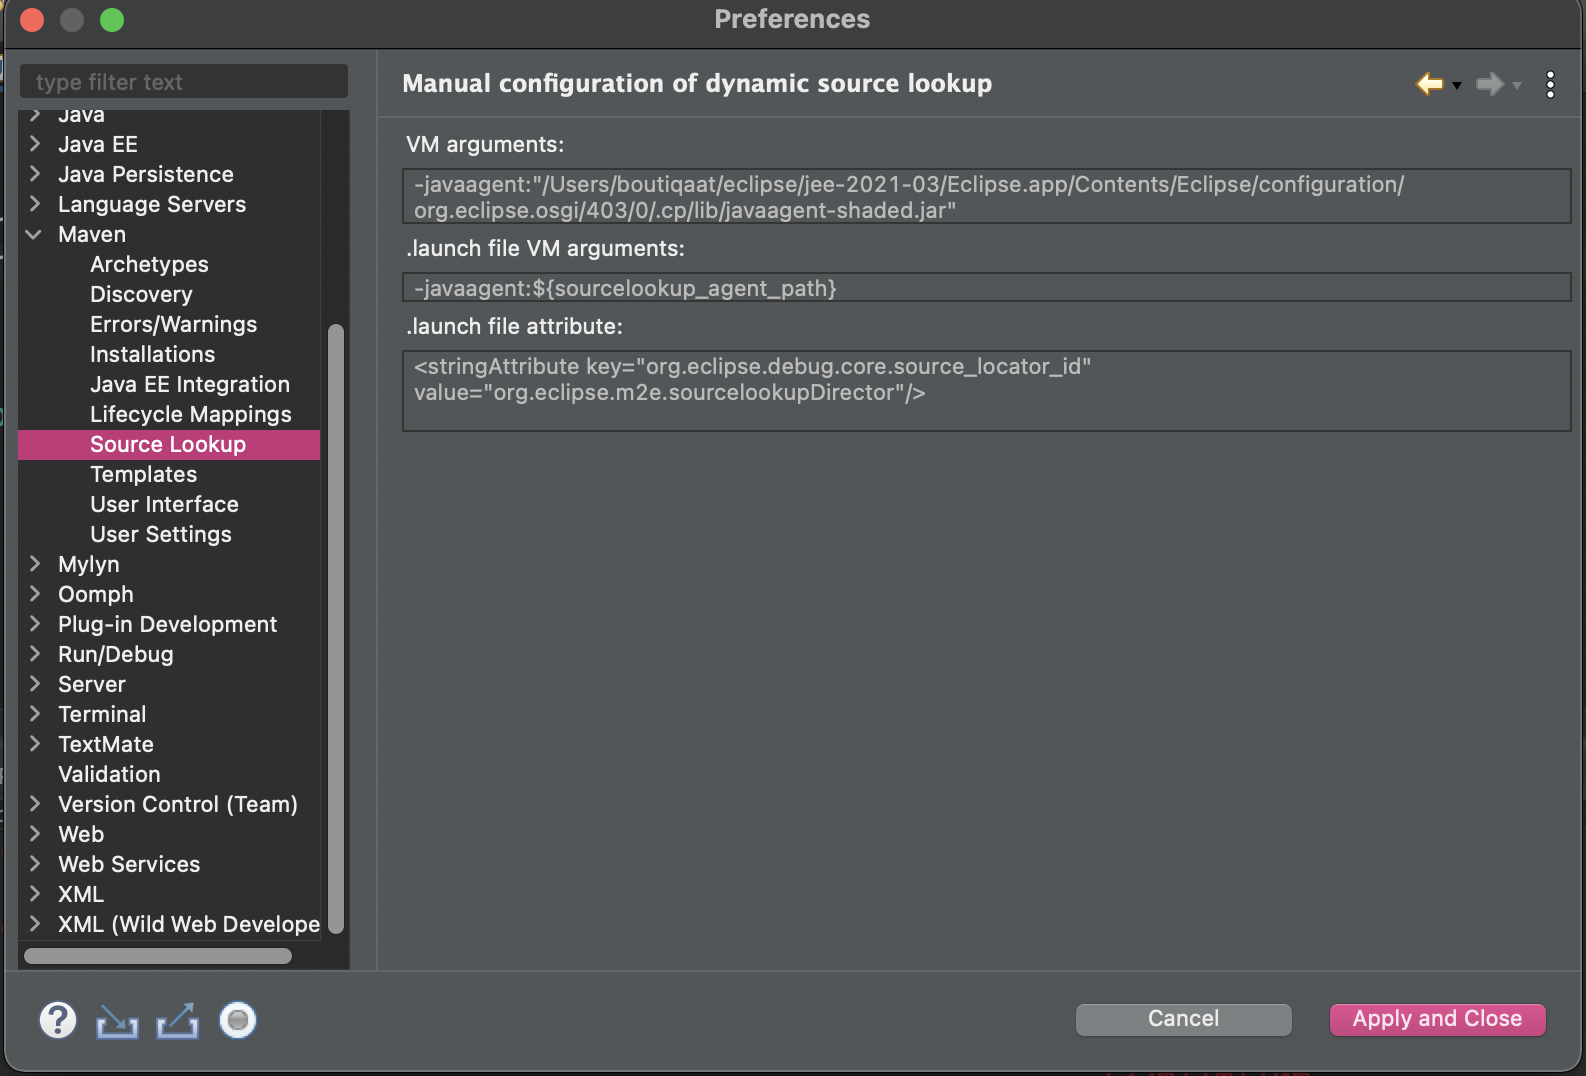 Preferences
type filter text
Java
Java EE
Java Persistence
Language Servers
Maven
Archetypes
Discovery
Errors/Warnings
Installations
Java EE Integration
Lifecycle Mappings
Source Lookup
Templates
User Interface
User Settings
Mylyn
Oomph
Plug-in Development
Run/Debug
Server
Terminal
TextMate
Validation
Version Control (Team)
Web
Web Services
XML
XML (Wild Web Develope
Manual configuration of dynamic source lookup
VM arguments:
-javaagent:"/Users/boutiqaat/eclipse/jee-2021-03/Eclipse.app/Contents/Eclipse/configuration/
org.eclipse.osgi/403/0/.cp/lib/javaagent-shaded.jar"
.launch file VM arguments:
-javaagent:${sourcelookup_agent_path}
.launch file attribute:
<stringAttribute key="org.eclipse.debug.core.source_locator_id"
value="org.eclipse.m2e.sourcelookupDirector"/>
?
Cancel
Apply and Close